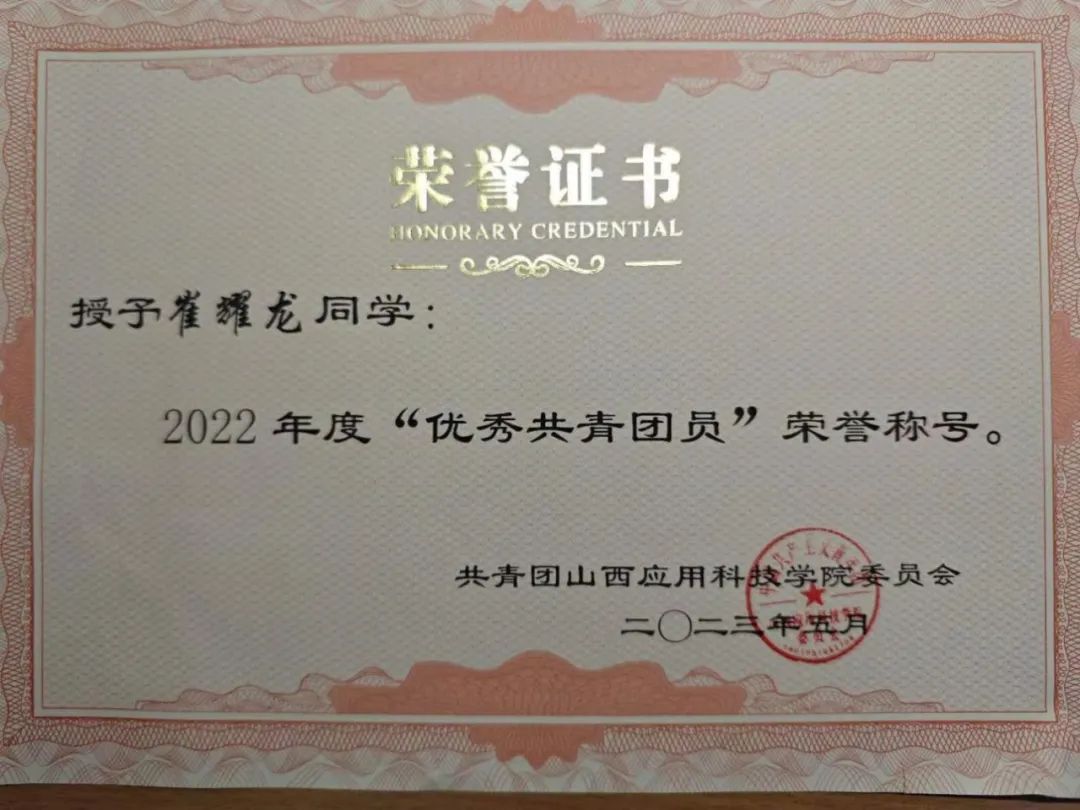 荣誉证书
HONORARY CREDENTIAL
授予崔耀龙同学：
2022年度“优秀共青团员”荣誉称号。
共青团山西应用科技学院委员会
二〇二三年五月